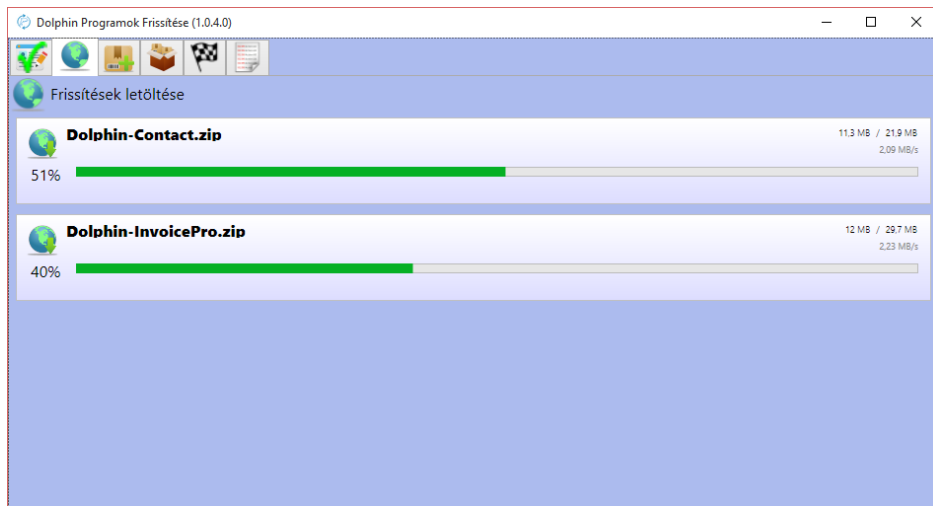 Dolphin Programok Frissítése (1.0.4.0)
Frissítések letöltése
Dolphin-Contact.zip
11,3 MB / 21,9 MB
2,09 MB/s
51%
Dolphin-InvoicePro.zip
12 MB / 29,7 MB
2,23 MB/s
40%